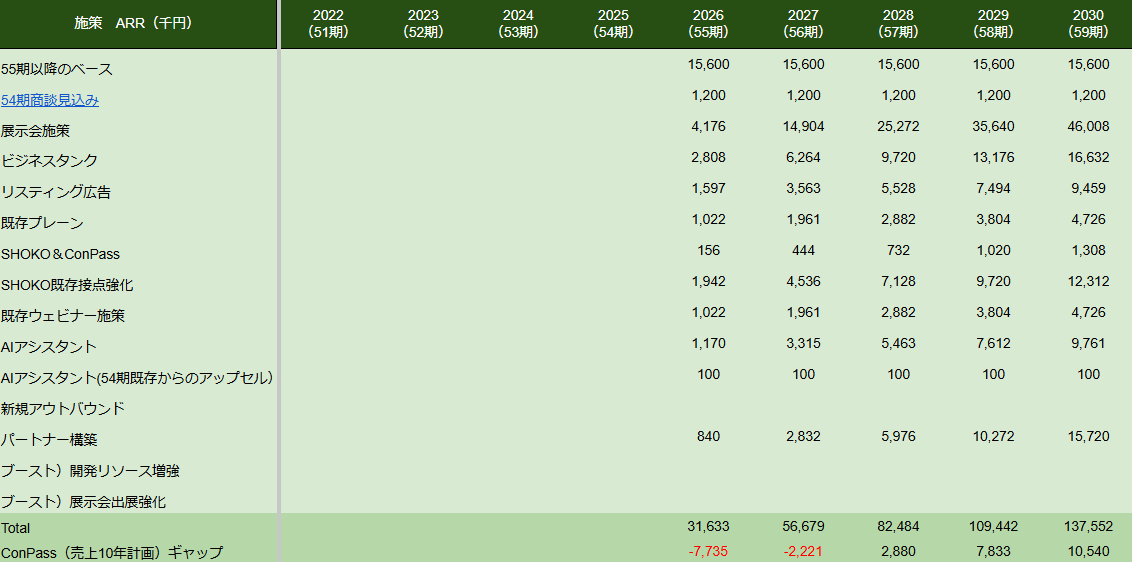 施策　ARR（千円） 2022 2023 2024 2025 2026 2027 2028 2029 2030
（51期） （52期） （53期） （54期） （55期） （56期） （57期） （58期） （59期）
55期以降のベース 15,600 15,600 15,600 15,600 15,600
54期商談見込み 1,200 1,200 1,200 1,200 1,200
展示会施策 4,176 14,904 25,272 35,640 46,008
ビジネスタンク 2,808 6,264 9,720 13,176 16,632
リスティング広告 1,597 3,563 5,528 7,494 9,459
既存プレーン 1,022 1,961 2,882 3,804 4,726
SHOKO＆ConPass 156 444 732 1,020 1,308
SHOKO既存接点強化 1,942 4,536 7,128 9,720 12,312
既存ウェビナー施策 1,022 1,961 2,882 3,804 4,726
AIアシスタント 1,170 3,315 5,463 7,612 9,761
AIアシスタント(54期既存からのアップセル） 100 100 100 100 100
新規アウトバウンド
パートナー構築 840 2,832 5,976 10,272 15,720
ブースト）開発リソース増強
ブースト）展示会出展強化
Total 31,633 56,679 82,484 109,442 137,552
ConPass（売上10年計画）ギャップ -7,735 -2,221 2,880 7,833 10,540